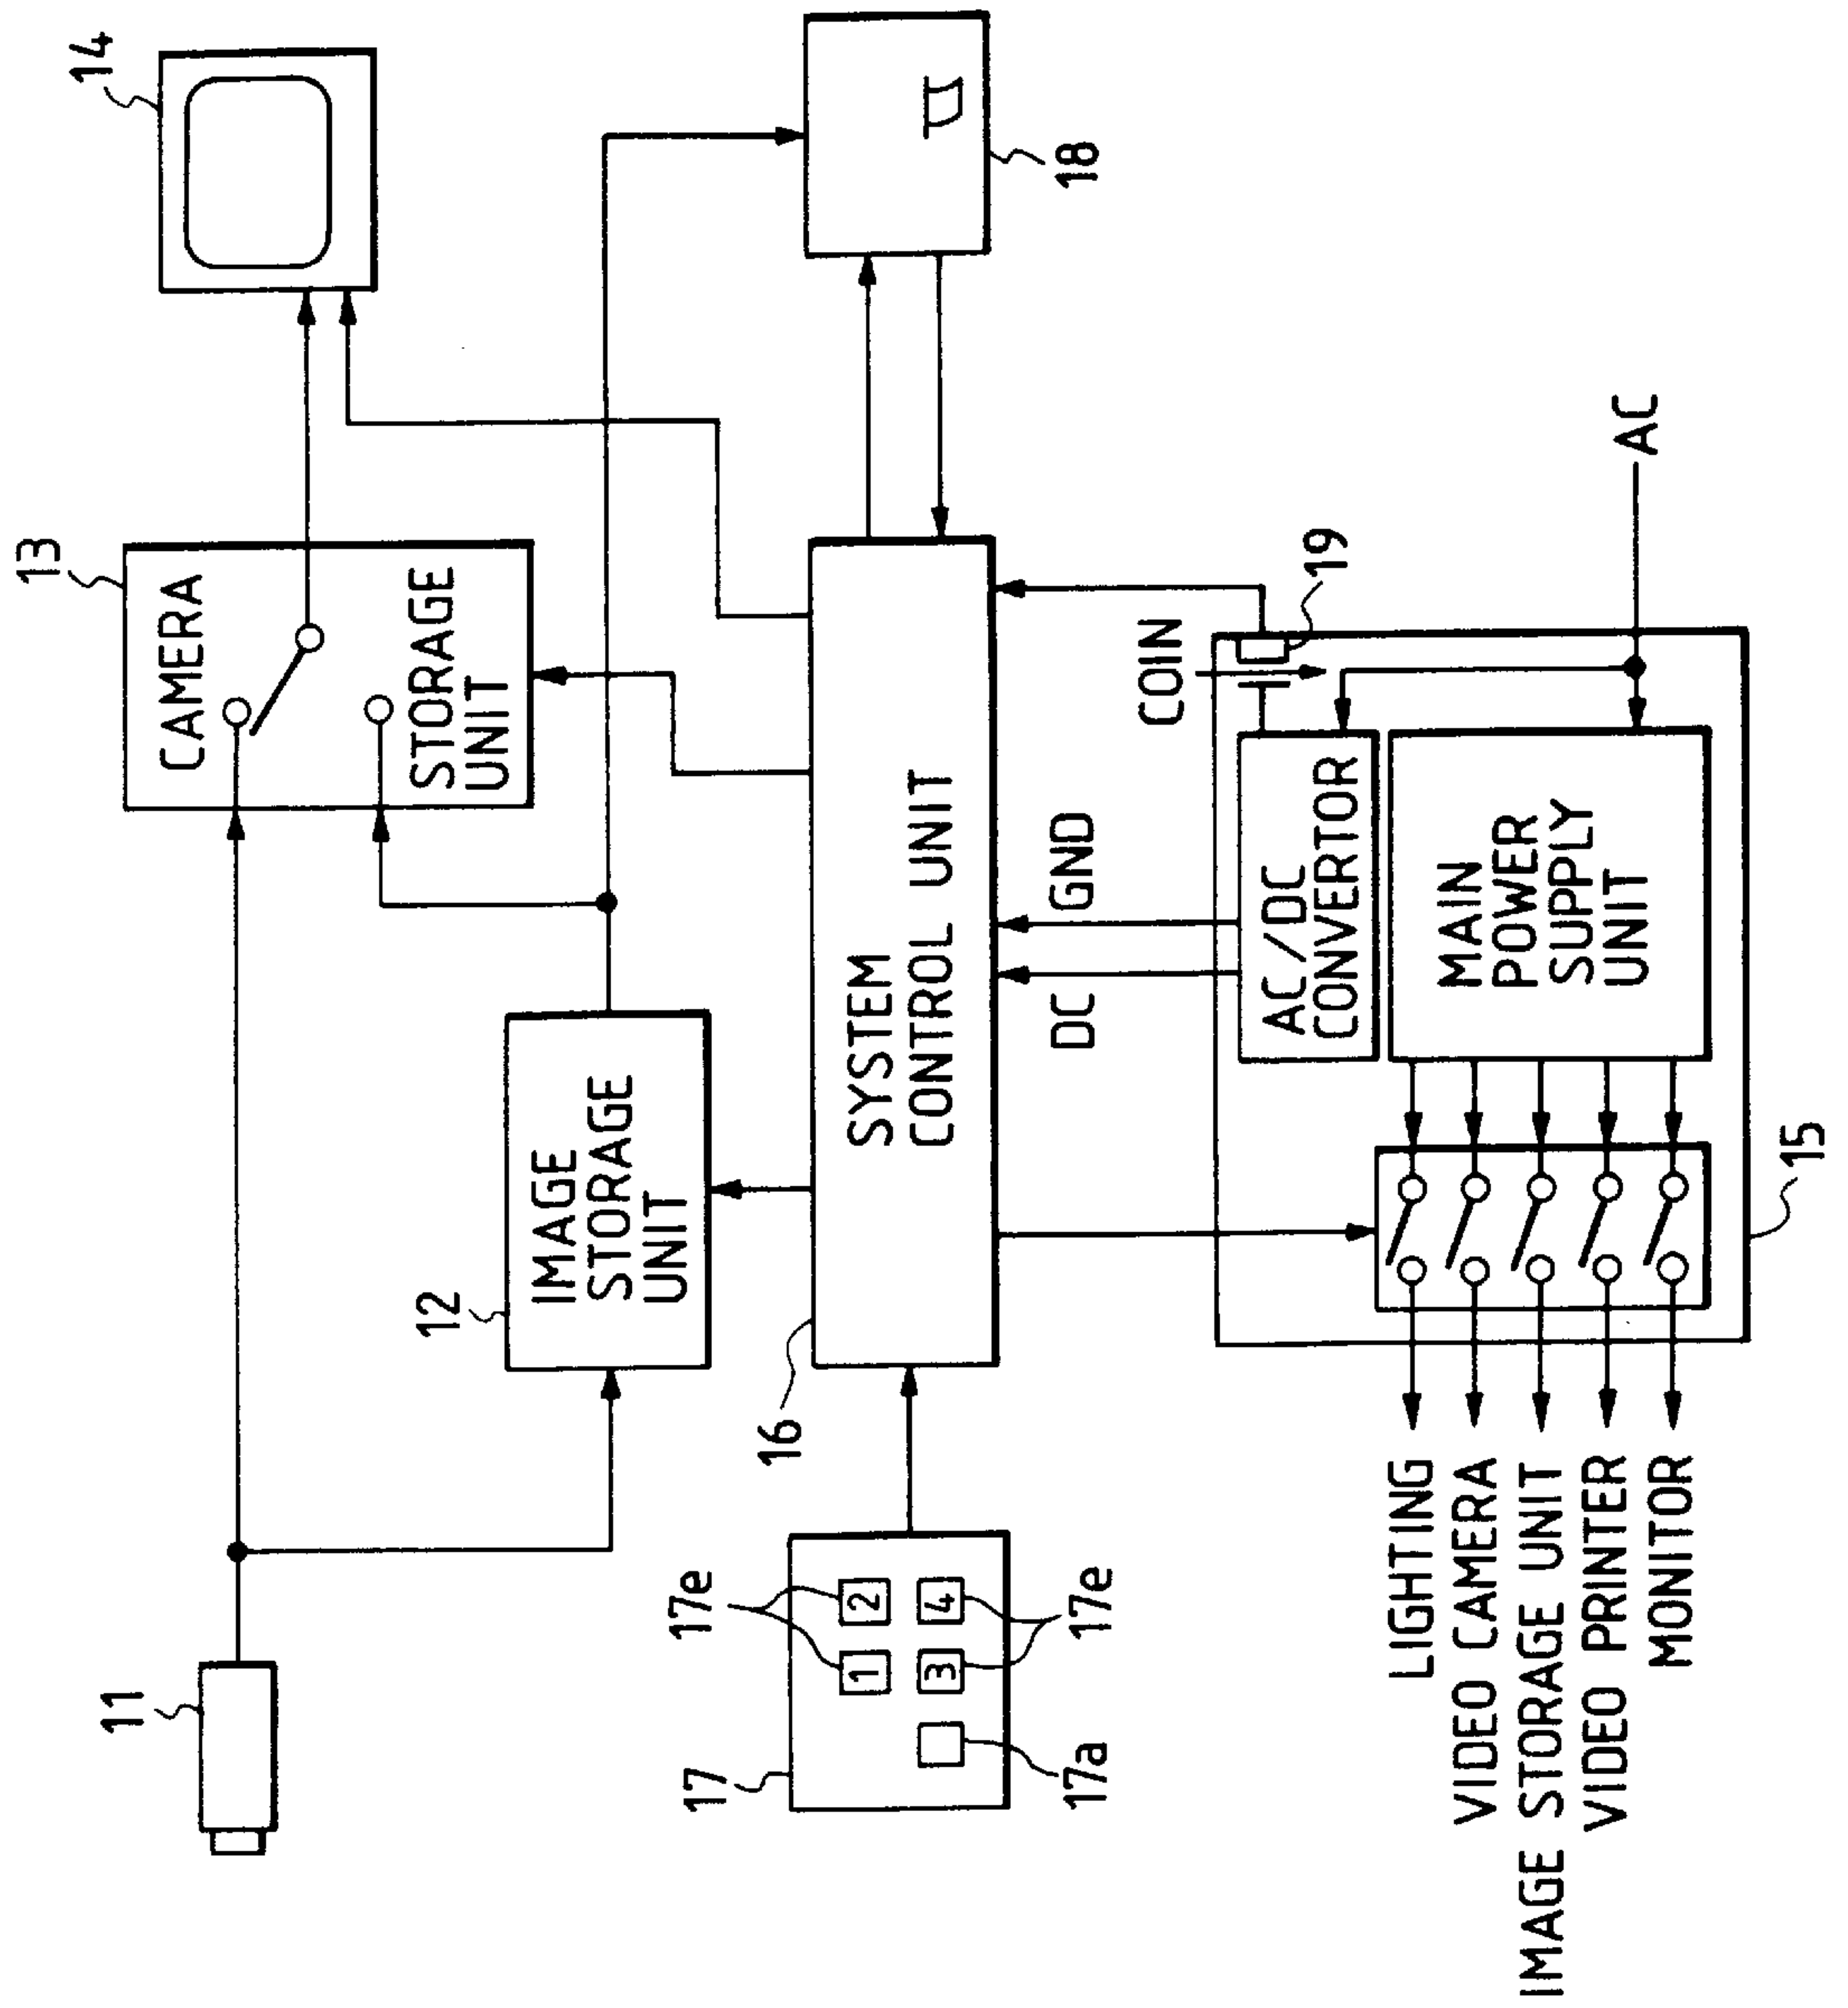 11
12
IMAGE
STORAGE
UNIT
13
CAMERA
STORAGE
UNIT
14
16
SYSTEM
CONTROL UNIT
17
17e
1
2
3
4
17e
17a
18
DC
GND
COIN
19
AC
AC/DC
CONVERTOR
MAIN
POWER
SUPPLY
UNIT
15
LIGHTING
VIDEO CAMERA
IMAGE STORAGE UNIT
VIDEO PRINTER
MONITOR